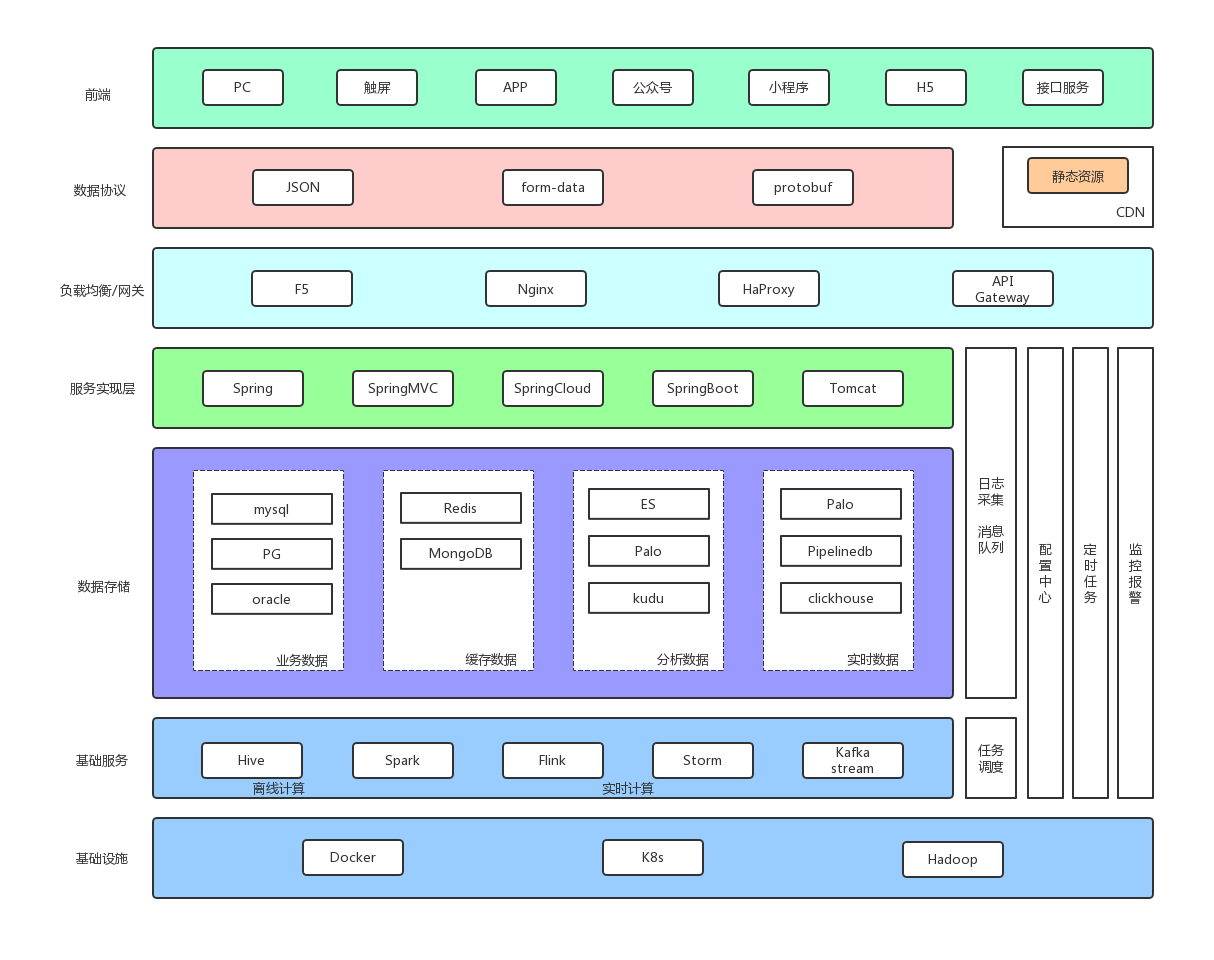 前端
PC
触屏
APP
公众号
小程序
H5
接口服务
数据协议
JSON
form-data
protobuf
静态资源
CDN
负载均衡/网关
F5
Nginx
HaProxy
API
Gateway
服务实现层
Spring
SpringMVC
SpringCloud
SpringBoot
Tomcat
数据存储
mysql
PG
oracle
业务数据
Redis
MongoDB
缓存数据
ES
Palo
kudu
分析数据
Palo
Pipelinedb
clickhouse
实时数据
日志
采集
消息
队列
配
置
中
心
定
时
任
务
监
控
报
警
基础服务
Hive
Spark
Flink
Storm
Kafka
stream
离线计算
实时计算
任务
调度
基础设施
Docker
K8s
Hadoop